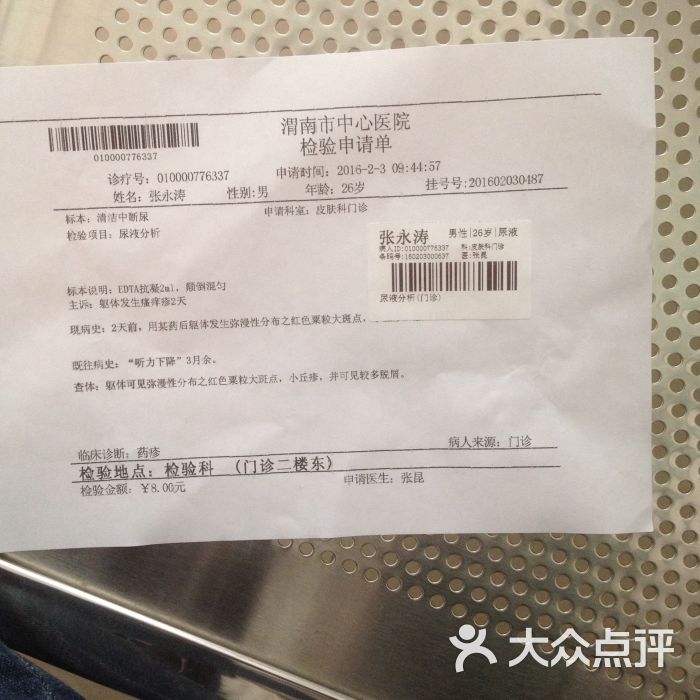 渭南市中心医院
检验申请单
010000776337
诊疗号：010000776337 申请时间：2016-2-3 09:44:57
姓名：张永涛 性别：男 年龄：26岁 挂号号：201602030487
标本：清洁中断尿 申请科室：皮肤科门诊
检验项目：尿液分析
张永涛 男性|26岁|尿液
病人ID:010000776337 科:皮肤科门诊
条码号:160203000637 医:张昆
尿液分析(门诊)
标本说明：EDTA抗凝2ml，颠倒混匀
主诉：躯体发生瘙痒疹2天
现病史：2天前，用某药后躯体发生弥漫性分布之红色粟粒大斑点，
既往病史：“听力下降”3月余。
查体：躯体可见弥漫性分布之红色粟粒大斑点，小丘疹，并可见较多脱屑。
临床诊断：药疹 病人来源：门诊
检验地点：检验科 （门诊二楼东）
检验金额：￥8.00元 申请医生：张昆
大众点评